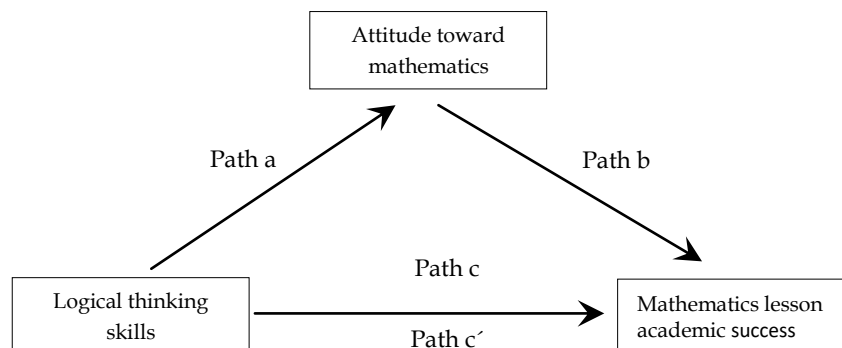 Attitude toward
mathematics
Path a
Path b
Path c
Logical thinking
skills
Mathematics lesson
academic success
Path c´